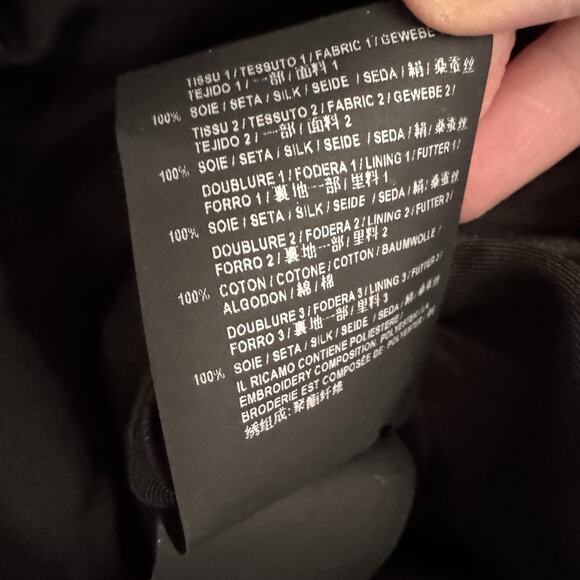 TISSU 1 / TESSUTO 1 / FABRIC 1 / GEWEBE
TEJIDO 1 / 一部 / 面料 1
100% SOIE / SETA / SILK / SEIDE / SEDA / 絹 / 桑蚕丝
TISSU 2 / TESSUTO 2 / FABRIC 2 / GEWEBE 2 /
TEJIDO 2 / 一部 / 面料 2
100% SOIE / SETA / SILK / SEIDE / SEDA / 絹 / 桑蚕丝
DOUBLURE 1 / FODERA 1 / LINING 1 / FUTTER 1 /
FORRO 1 / 裏地一部 / 里料 1
100% SOIE / SETA / SILK / SEIDE / SEDA / 絹 / 桑蚕丝
DOUBLURE 2 / FODERA 2 / LINING 2 / FUTTER 2 /
FORRO 2 / 裏地一部 / 里料 2
100% COTON / COTONE / COTTON / BAUMWOLLE /
ALGODON / 綿 / 棉
DOUBLURE 3 / FODERA 3 / LINING 3 / FUTTER 3 /
FORRO 3 / 裏地一部 / 里料 3
100% SOIE / SETA / SILK / SEIDE / SEDA / 絹 / 桑蚕丝
IL RICAMO CONTIENE POLIESTERE /
EMBROIDERY COMPOSITION: POLYESTER / LA
BRODERIE EST COMPOSÉE DE: POLYESTER
绣组成: 聚酯纤维